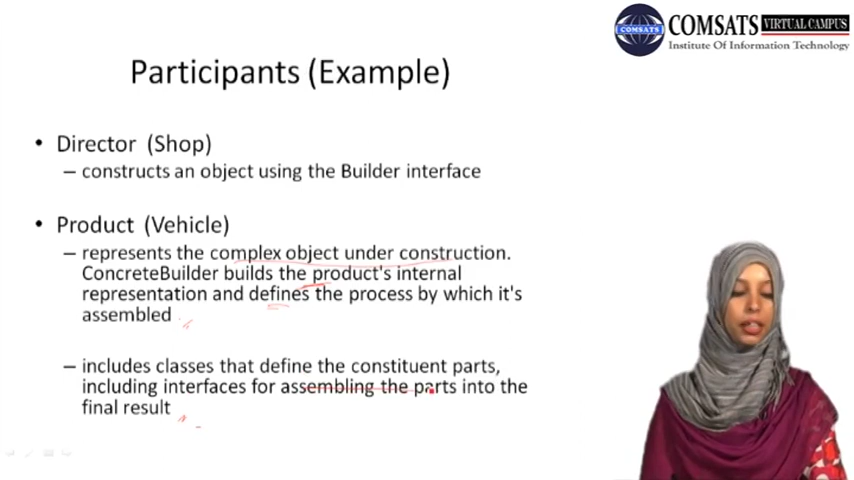 COMSATS
COMSATS VIRTUAL CAMPUS
Institute Of Information Technology
Participants (Example)
• Director (Shop)
– constructs an object using the Builder interface
• Product (Vehicle)
– represents the complex object under construction.
ConcreteBuilder builds the product's internal
representation and defines the process by which it's
assembled
– includes classes that define the constituent parts,
including interfaces for assembling the parts into the
final result